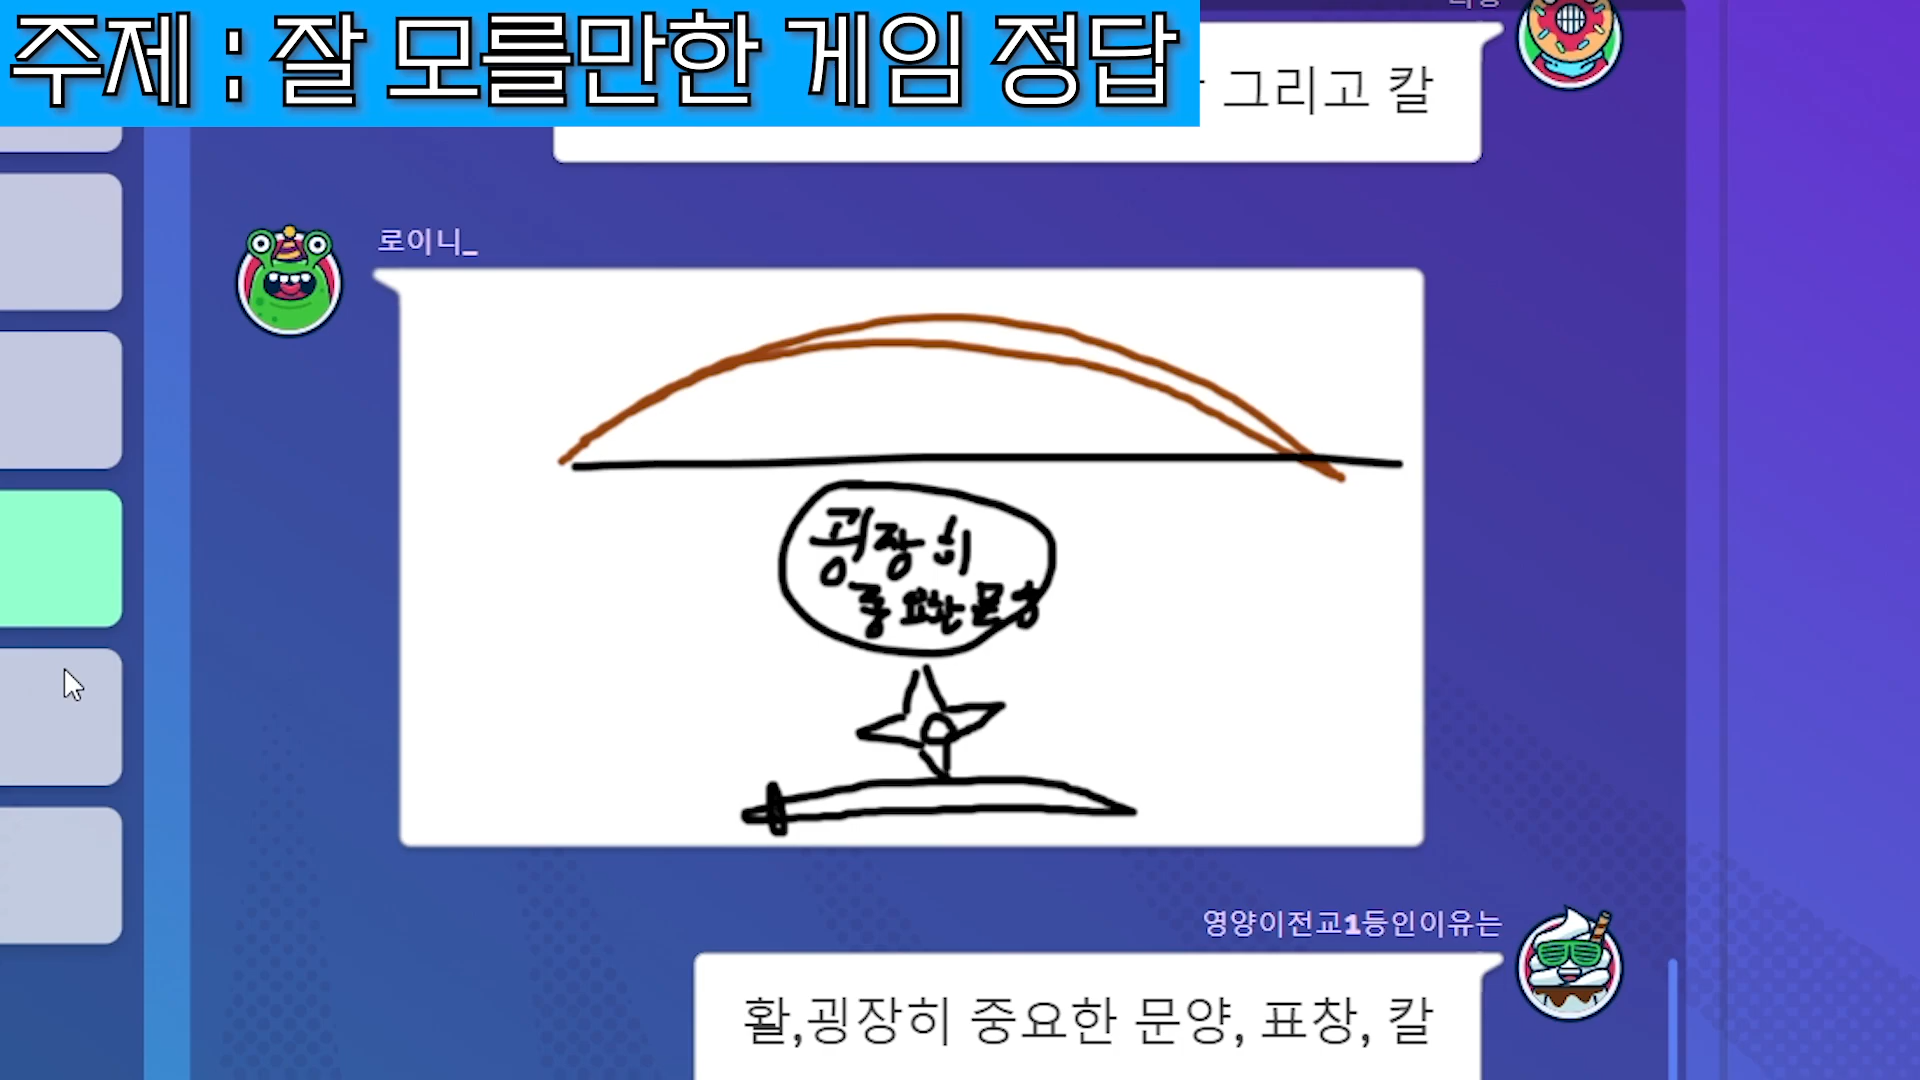 주제 : 잘 모를만한 게임 정답
그리고 칼
로이니_
굉장히
중요한 문양
영양이전교1등인이유는
활,굉장히 중요한 문양, 표창, 칼